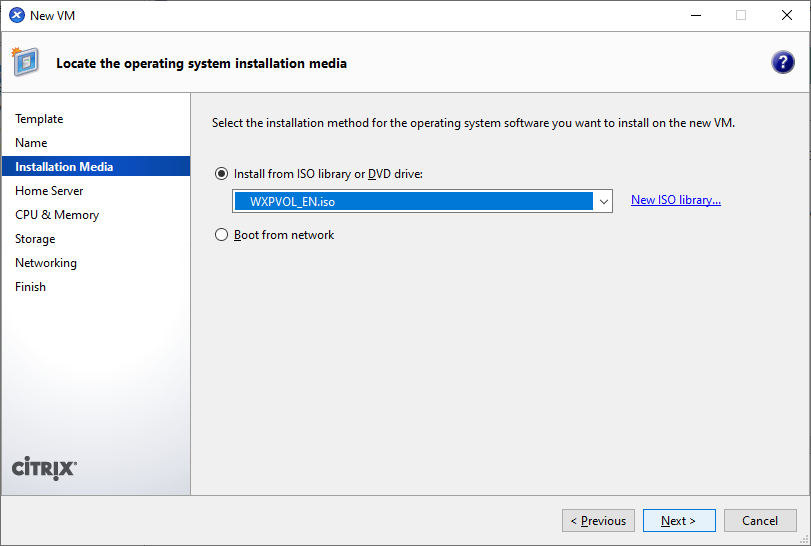 New VM
Locate the operating system installation media
?
Template
Name
Installation Media
Home Server
CPU & Memory
Storage
Networking
Finish
Select the installation method for the operating system software you want to install on the new VM.
Install from ISO library or DVD drive:
WXPVOL_EN.iso
New ISO library...
Boot from network
CİTRIX
< Previous
Next >
Cancel